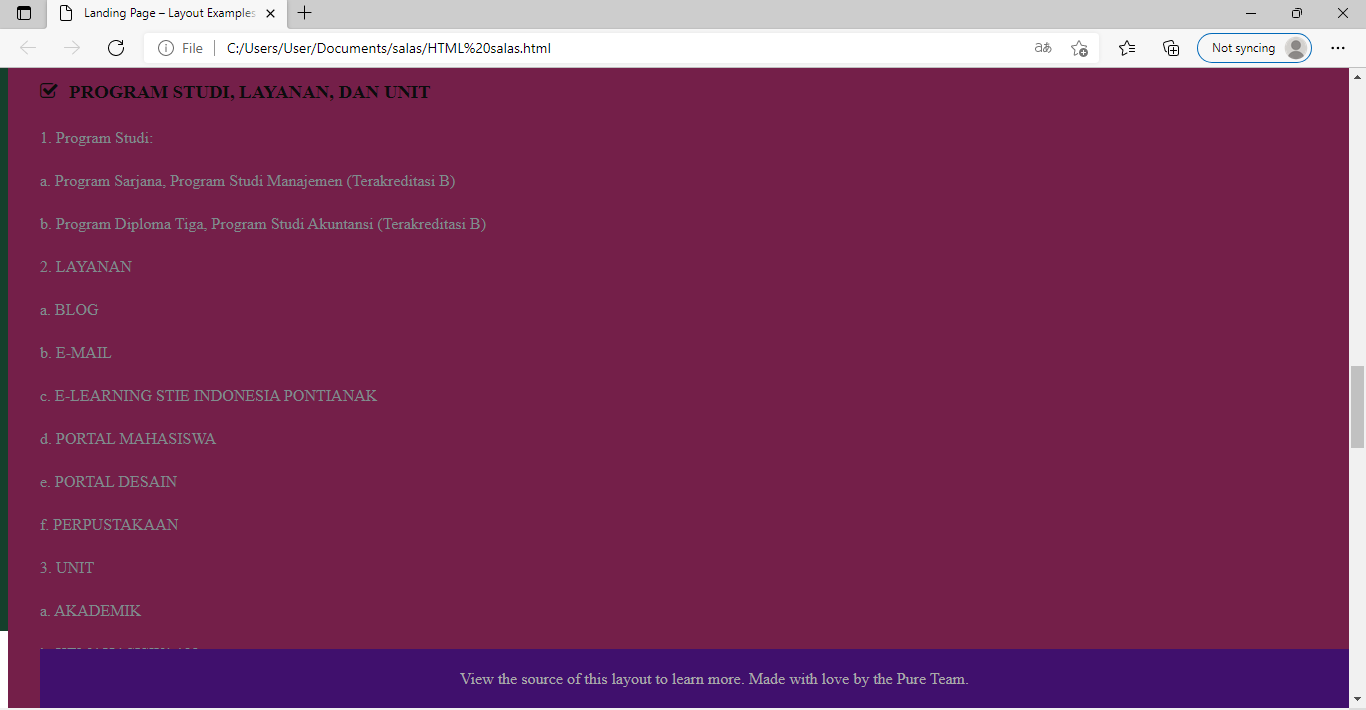 Landing Page – Layout Examples
File
C:/Users/User/Documents/salas/HTML%20salas.html
aあ
Not syncing
PROGRAM STUDI, LAYANAN, DAN UNIT
1. Program Studi:
a. Program Sarjana, Program Studi Manajemen (Terakreditasi B)
b. Program Diploma Tiga, Program Studi Akuntansi (Terakreditasi B)
2. LAYANAN
a. BLOG
b. E-MAIL
c. E-LEARNING STIE INDONESIA PONTIANAK
d. PORTAL MAHASISWA
e. PORTAL DESAIN
f. PERPUSTAKAAN
3. UNIT
a. AKADEMIK
View the source of this layout to learn more. Made with love by the Pure Team.